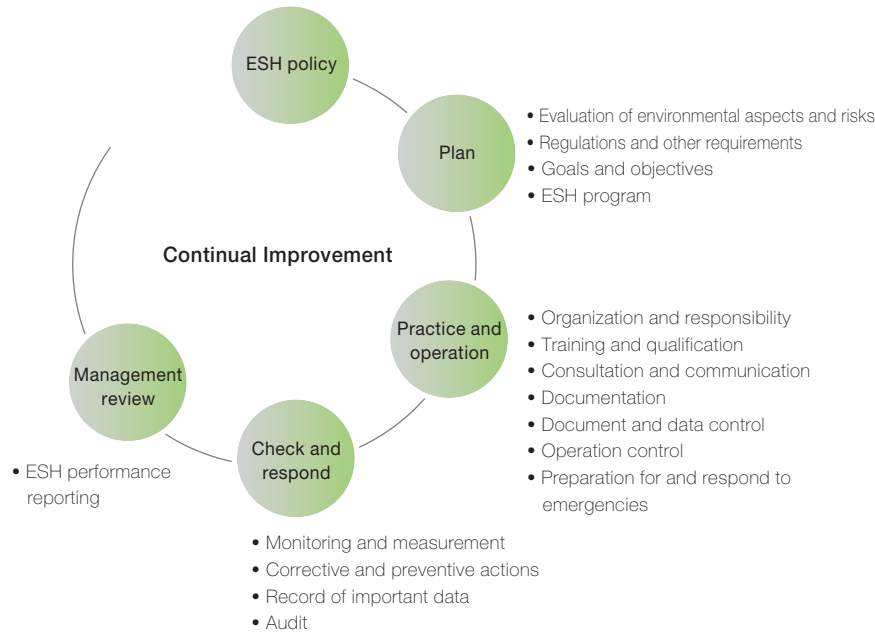 ESH policy
Plan
• Evaluation of environmental aspects and risks
• Regulations and other requirements
• Goals and objectives
• ESH program
Continual Improvement
Practice and
operation
• Organization and responsibility
• Training and qualification
• Consultation and communication
• Documentation
• Document and data control
• Operation control
• Preparation for and respond to
emergencies
Check and
respond
• Monitoring and measurement
• Corrective and preventive actions
• Record of important data
• Audit
Management
review
• ESH performance
reporting